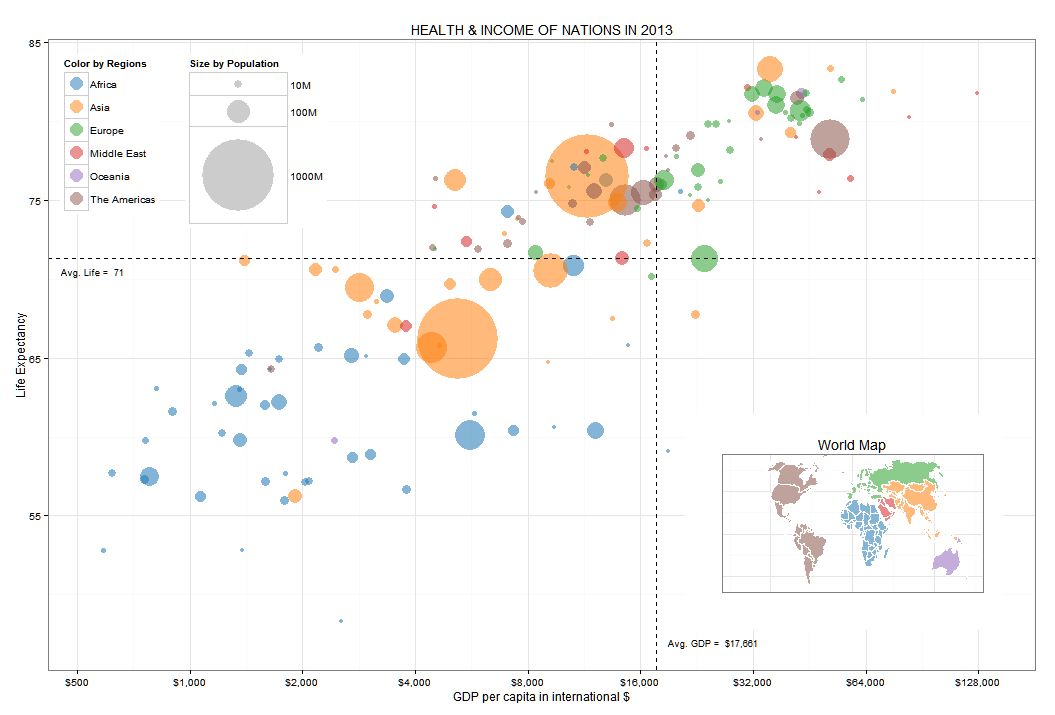 HEALTH & INCOME OF NATIONS IN 2013
85
75
65
55
Life Expectancy
Color by Regions
Africa
Asia
Europe
Middle East
Oceania
The Americas
Size by Population
10M
100M
1000M
Avg. Life = 71
World Map
Avg. GDP = $17,661
$500
$1,000
$2,000
$4,000
$8,000
$16,000
$32,000
$64,000
$128,000
GDP per capita in international $